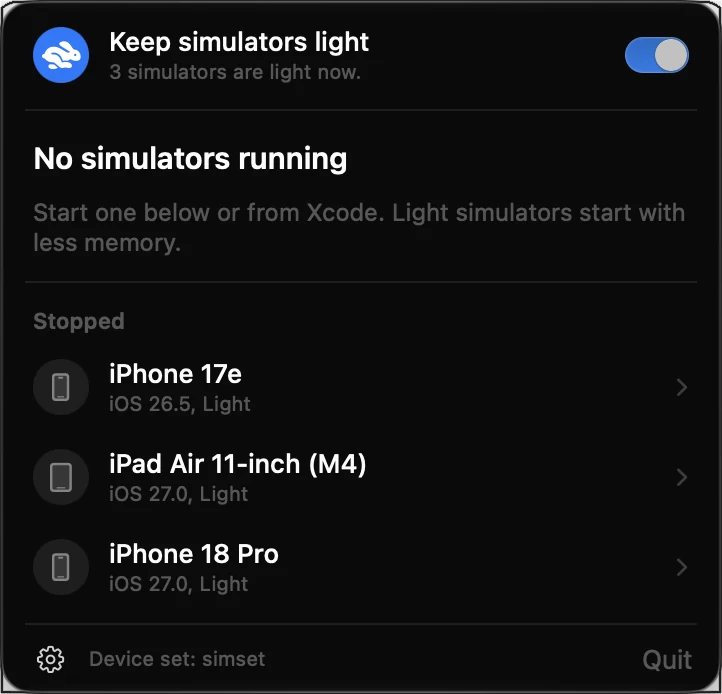 Keep simulators light
3 simulators are light now.
No simulators running
Start one below or from Xcode. Light simulators start with
less memory.
Stopped
iPhone 17e
iOS 26.5, Light
iPad Air 11-inch (M4)
iOS 27.0, Light
iPhone 18 Pro
iOS 27.0, Light
Device set: simset
Quit